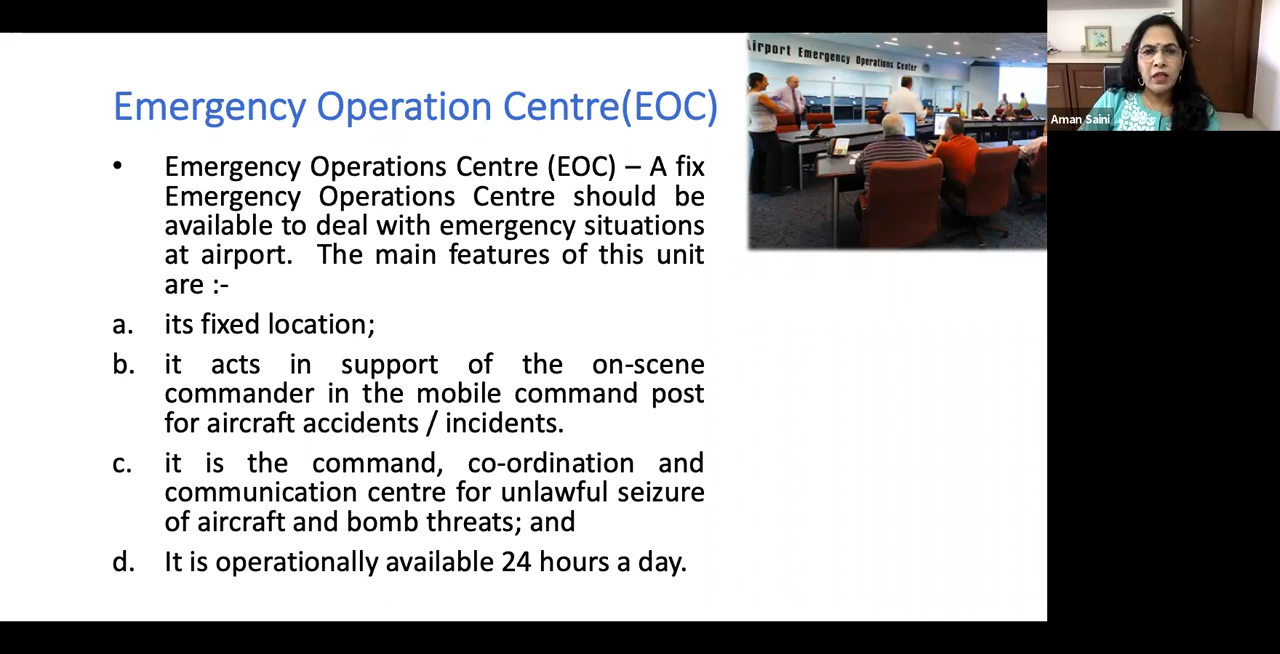 Emergency Operation Centre(EOC)
• Emergency Operations Centre (EOC) – A fix
Emergency Operations Centre should be
available to deal with emergency situations
at airport. The main features of this unit
are :-
a. its fixed location;
b. it acts in support of the on-scene
commander in the mobile command post
for aircraft accidents / incidents.
c. it is the command, co-ordination and
communication centre for unlawful seizure
of aircraft and bomb threats; and
d. It is operationally available 24 hours a day.
Airport Emergency Operations Center
Aman Saini